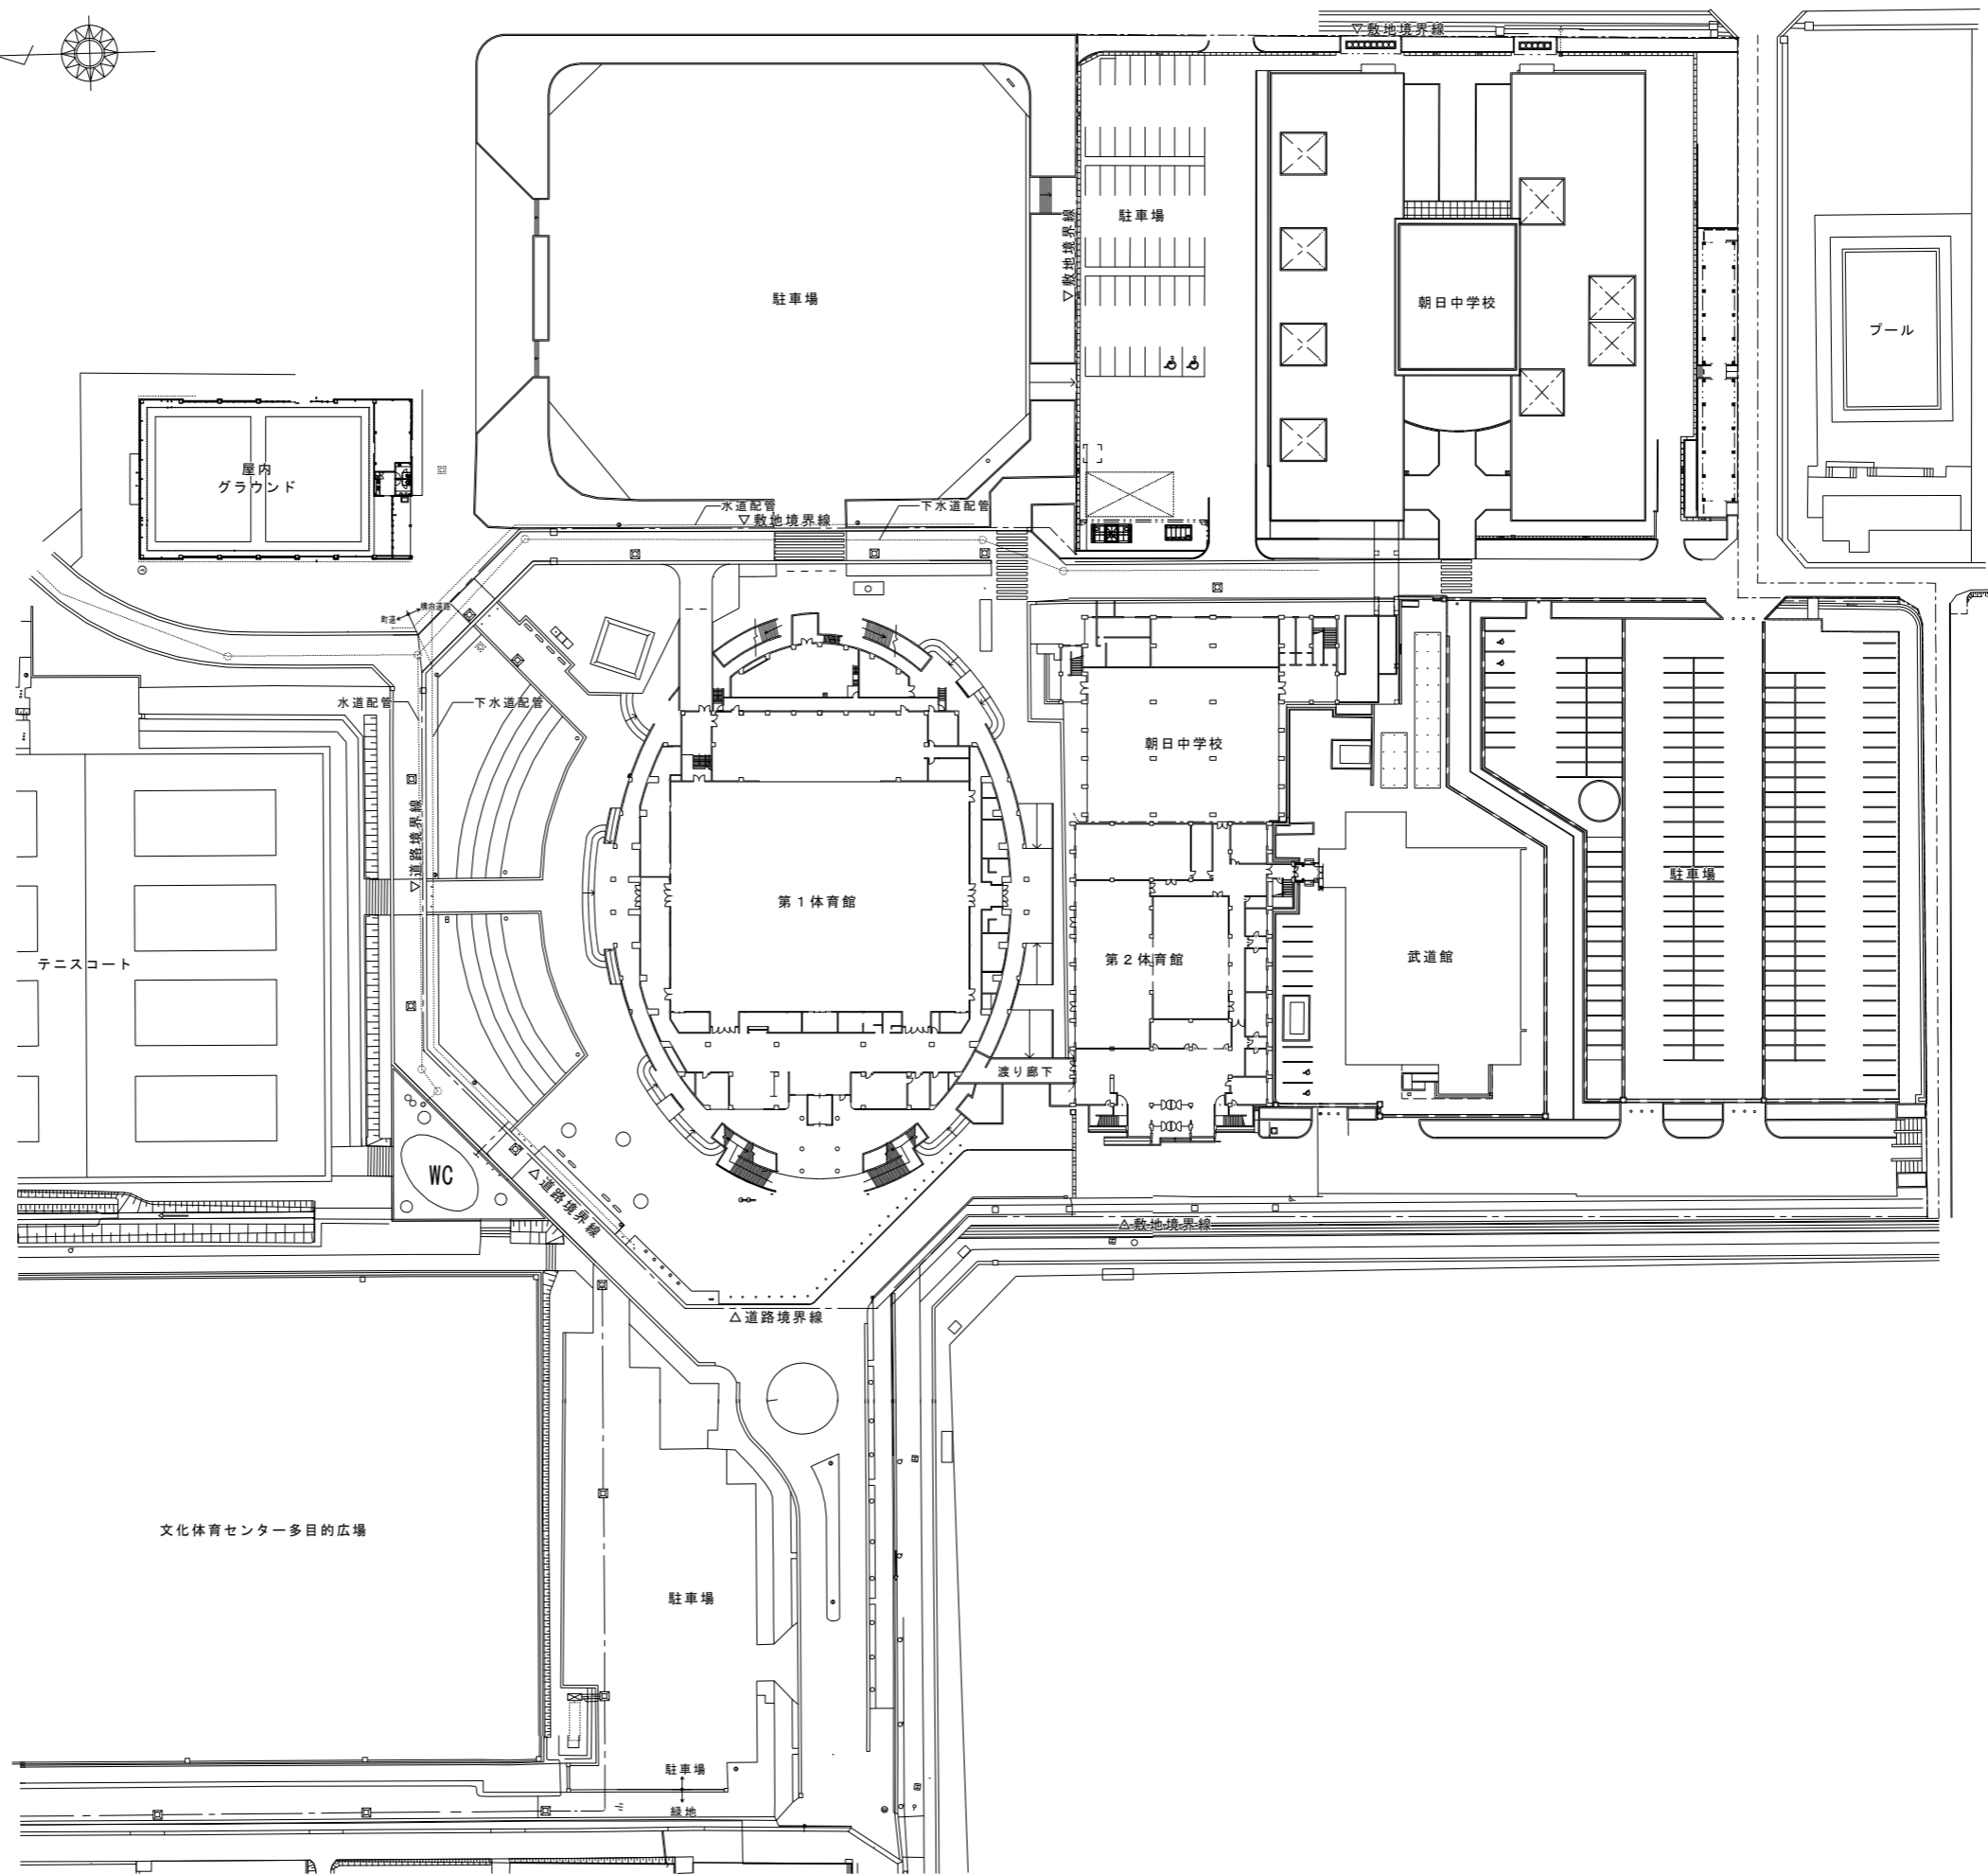 ▽敷地境界線
駐車場
▽敷地境界線
駐車場
朝日中学校
プール
屋内
グラウンド
水道配管
下水道配管
▽敷地境界線
構内道路
町道
水道配管
下水道配管
▽道路境界線
朝日中学校
第１体育館
第２体育館
武道館
駐車場
テニスコート
渡り廊下
WC
△道路境界線
△敷地境界線
△道路境界線
文化体育センター多目的広場
駐車場
駐車場
緑地